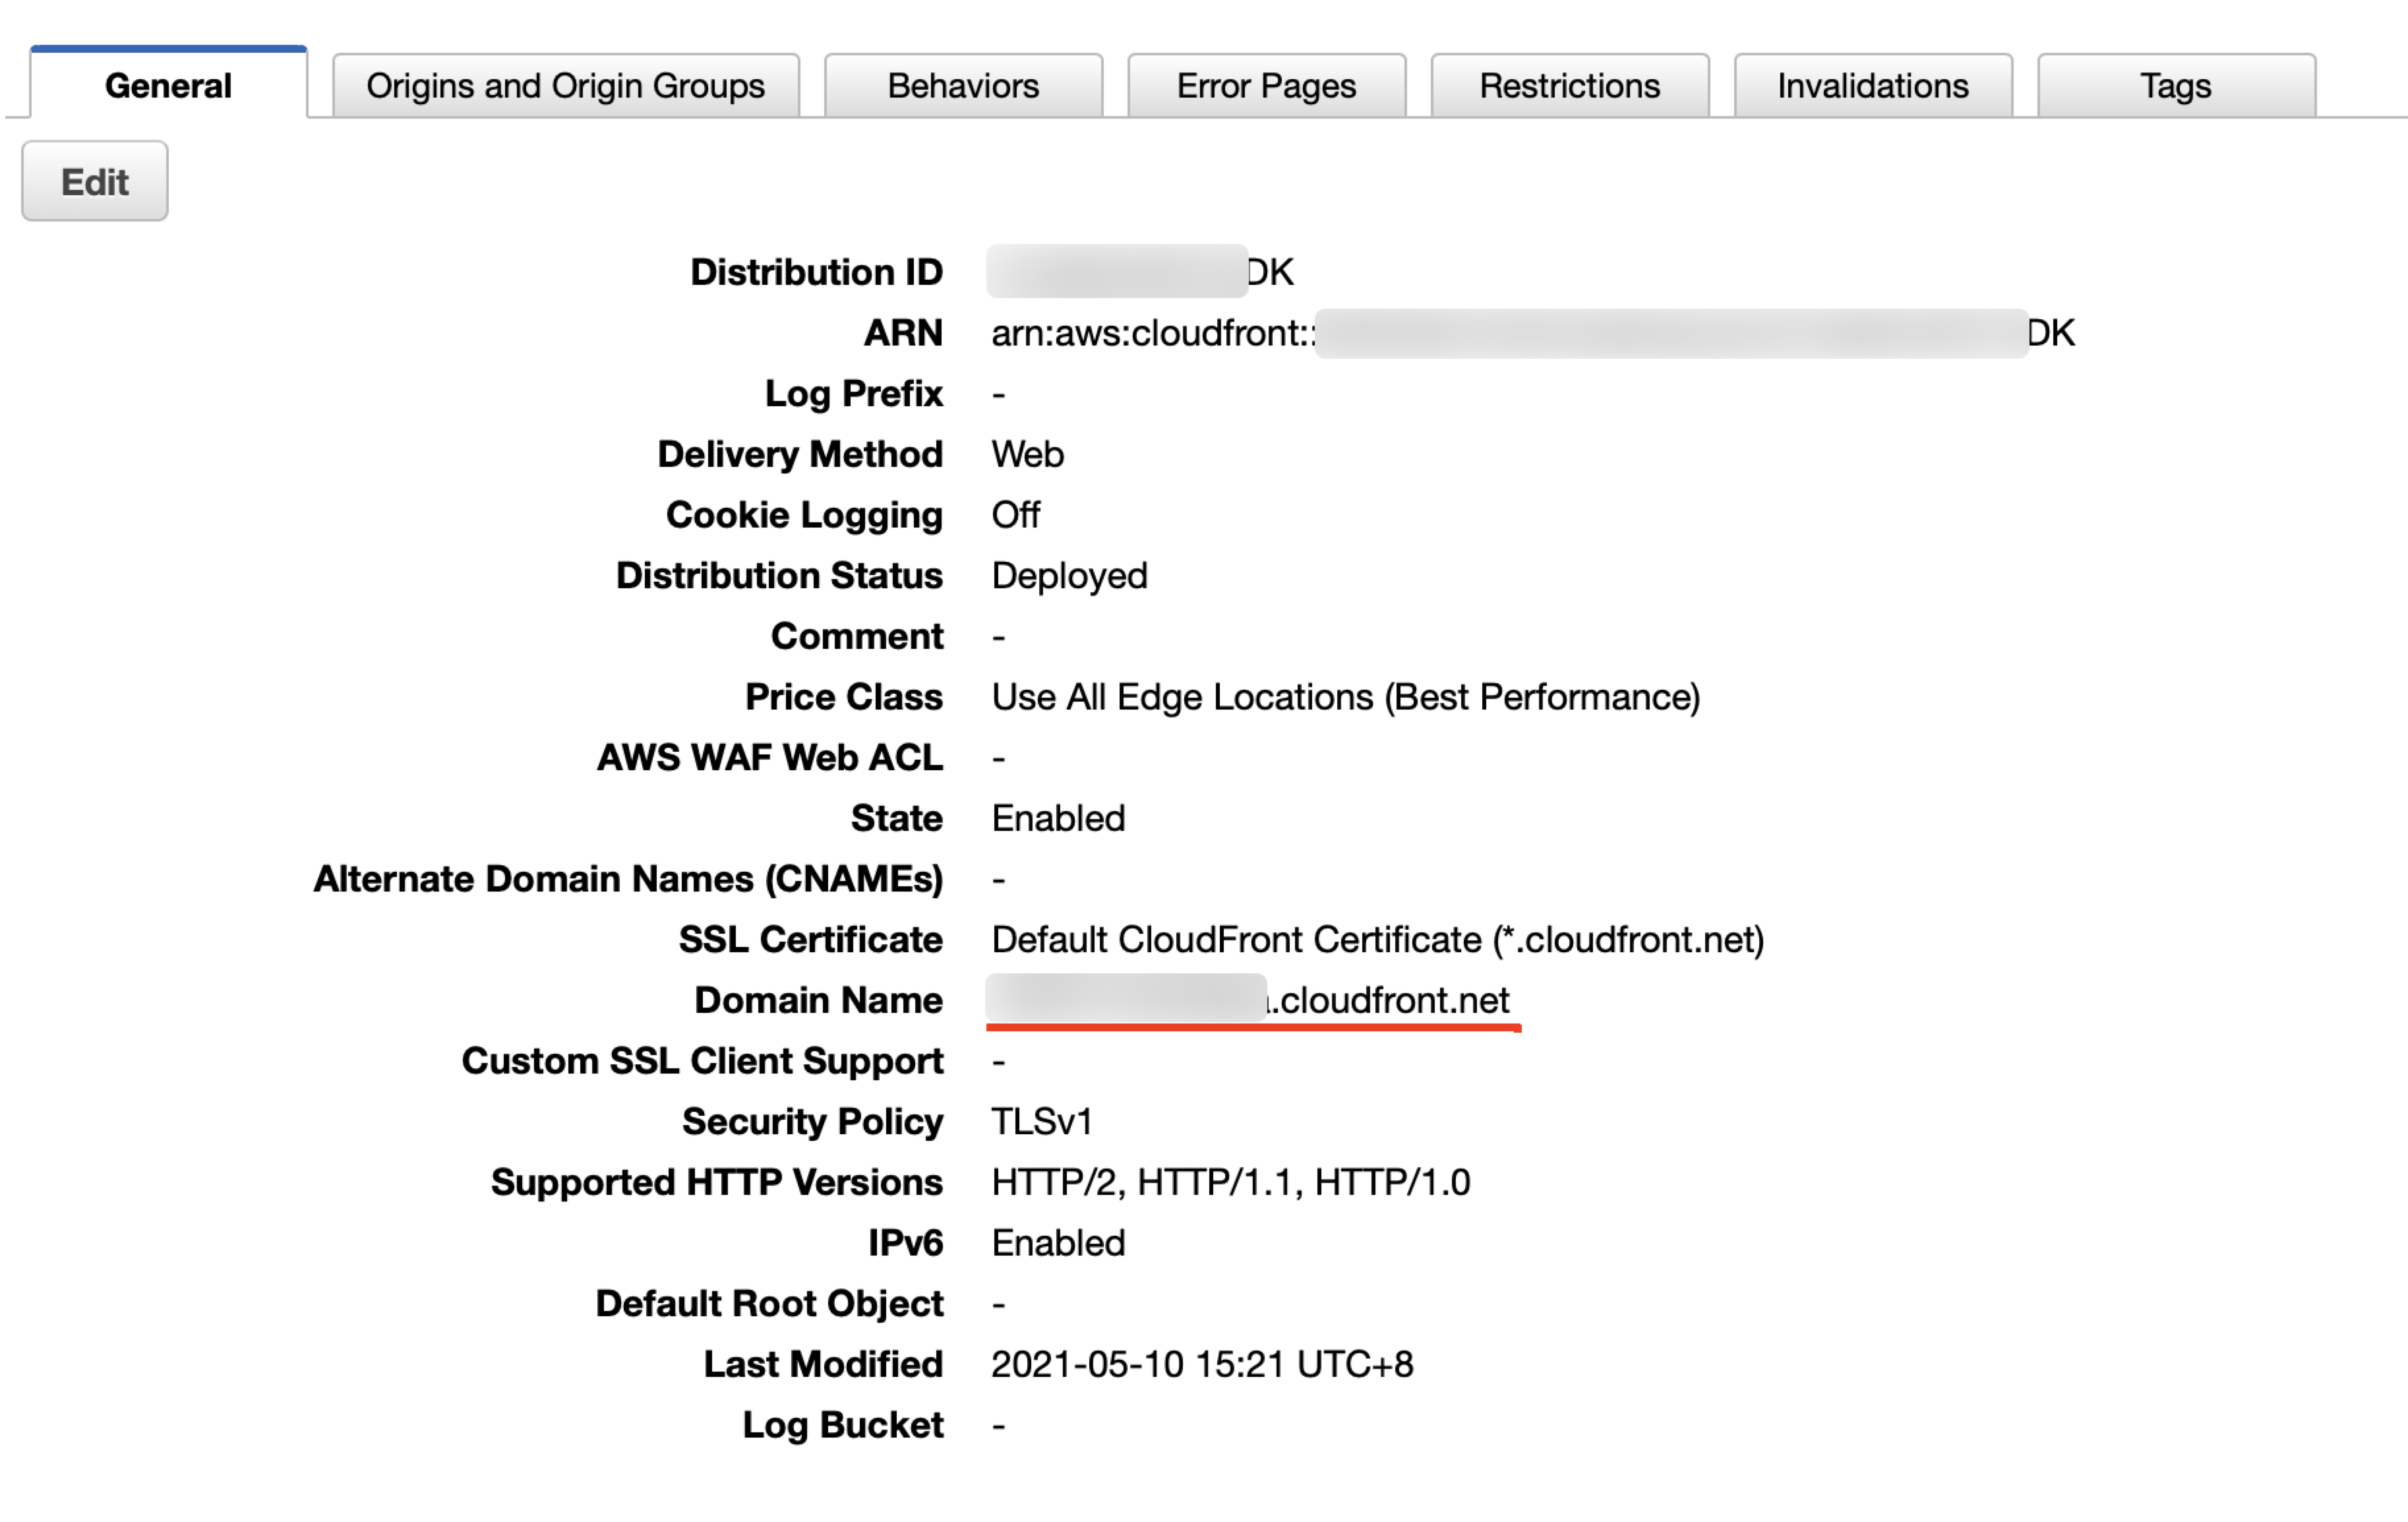 General Origins and Origin Groups Behaviors Error Pages Restrictions Invalidations Tags
Edit
Distribution ID DK
ARN arn:aws:cloudfront:: DK
Log Prefix -
Delivery Method Web
Cookie Logging Off
Distribution Status Deployed
Comment -
Price Class Use All Edge Locations (Best Performance)
AWS WAF Web ACL -
State Enabled
Alternate Domain Names (CNAMEs) -
SSL Certificate Default CloudFront Certificate (*.cloudfront.net)
Domain Name .cloudfront.net
Custom SSL Client Support -
Security Policy TLSv1
Supported HTTP Versions HTTP/2, HTTP/1.1, HTTP/1.0
IPv6 Enabled
Default Root Object -
Last Modified 2021-05-10 15:21 UTC+8
Log Bucket -